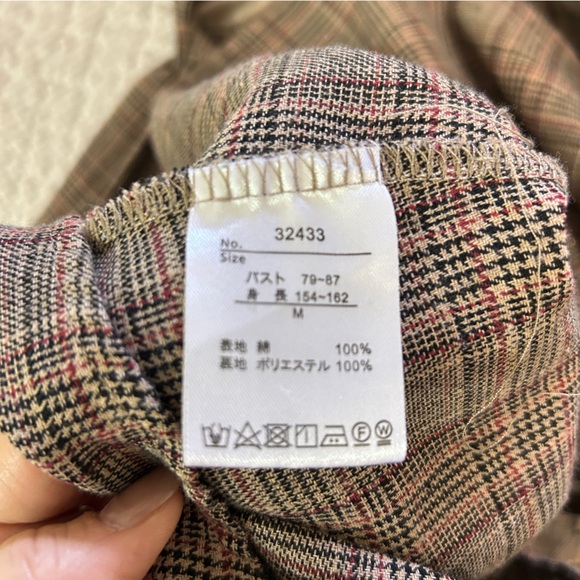 No. 32433
Size
バスト 79~87
身 長 154~162
M
表地 綿 100%
裏地 ポリエステル 100%
F W